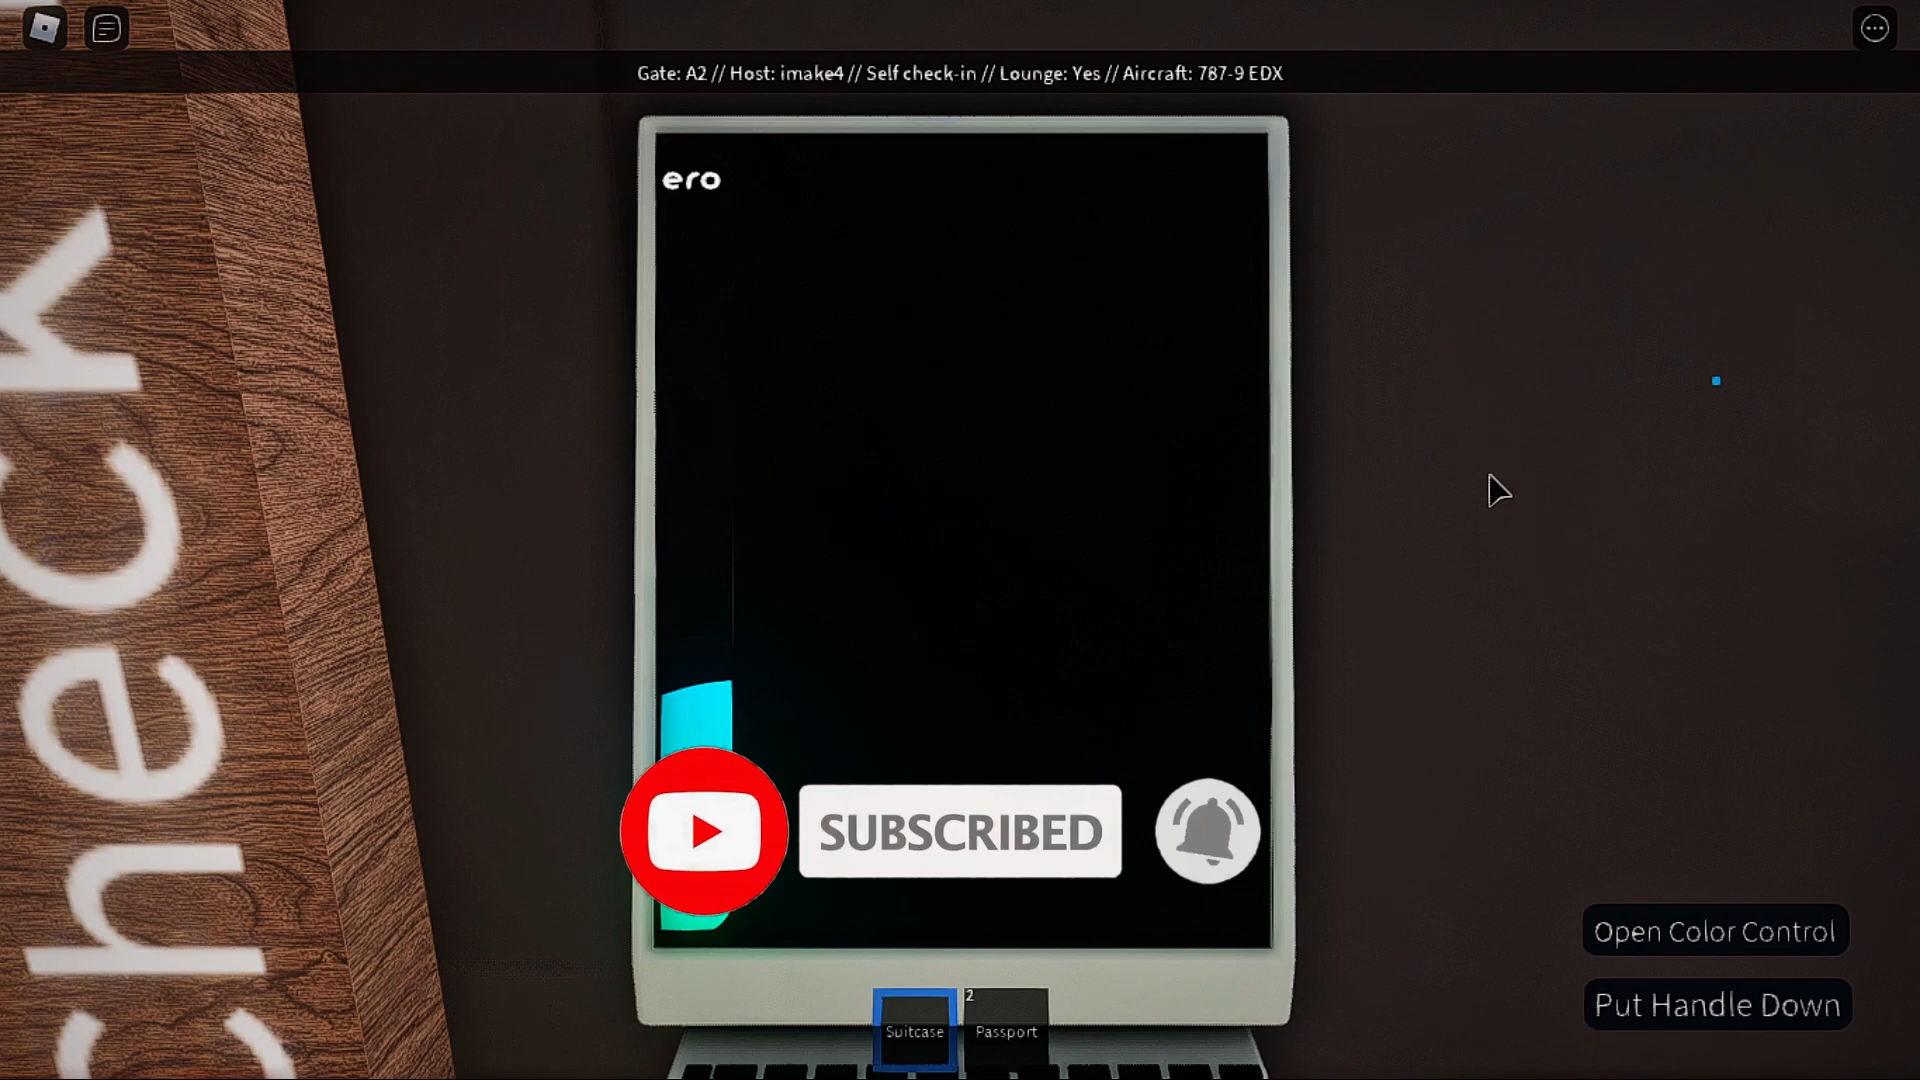 Gate: A2 // Host: imake4 // Self check-in // Lounge: Yes // Aircraft: 787-9 EDX
ero
check
SUBSCRIBED
Open Color Control
Put Handle Down
2
Suitcase
Passport